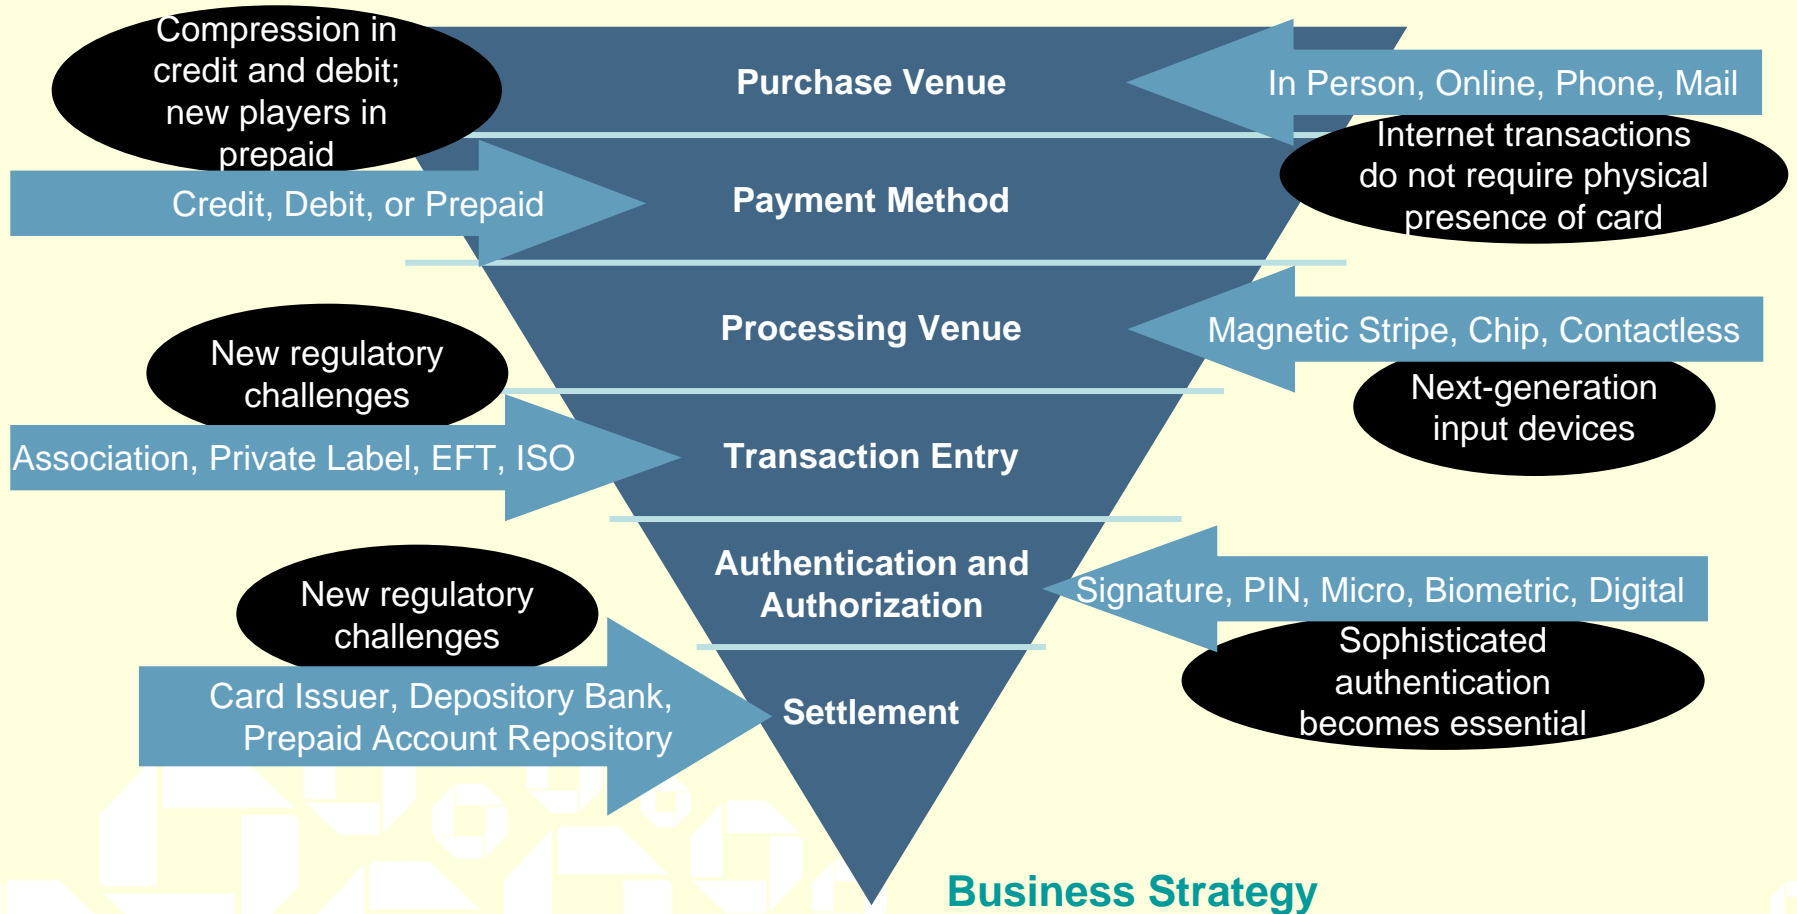 Compression in
credit and debit;
new players in
prepaid
Purchase Venue
In Person, Online, Phone, Mail
Internet transactions
do not require physical
presence of card
Credit, Debit, or Prepaid
Payment Method
New regulatory
challenges
Processing Venue
Magnetic Stripe, Chip, Contactless
Next-generation
input devices
Association, Private Label, EFT, ISO
Transaction Entry
New regulatory
challenges
Authentication and
Authorization
Signature, PIN, Micro, Biometric, Digital
Sophisticated
authentication
becomes essential
Card Issuer, Depository Bank,
Prepaid Account Repository
Settlement
Business Strategy